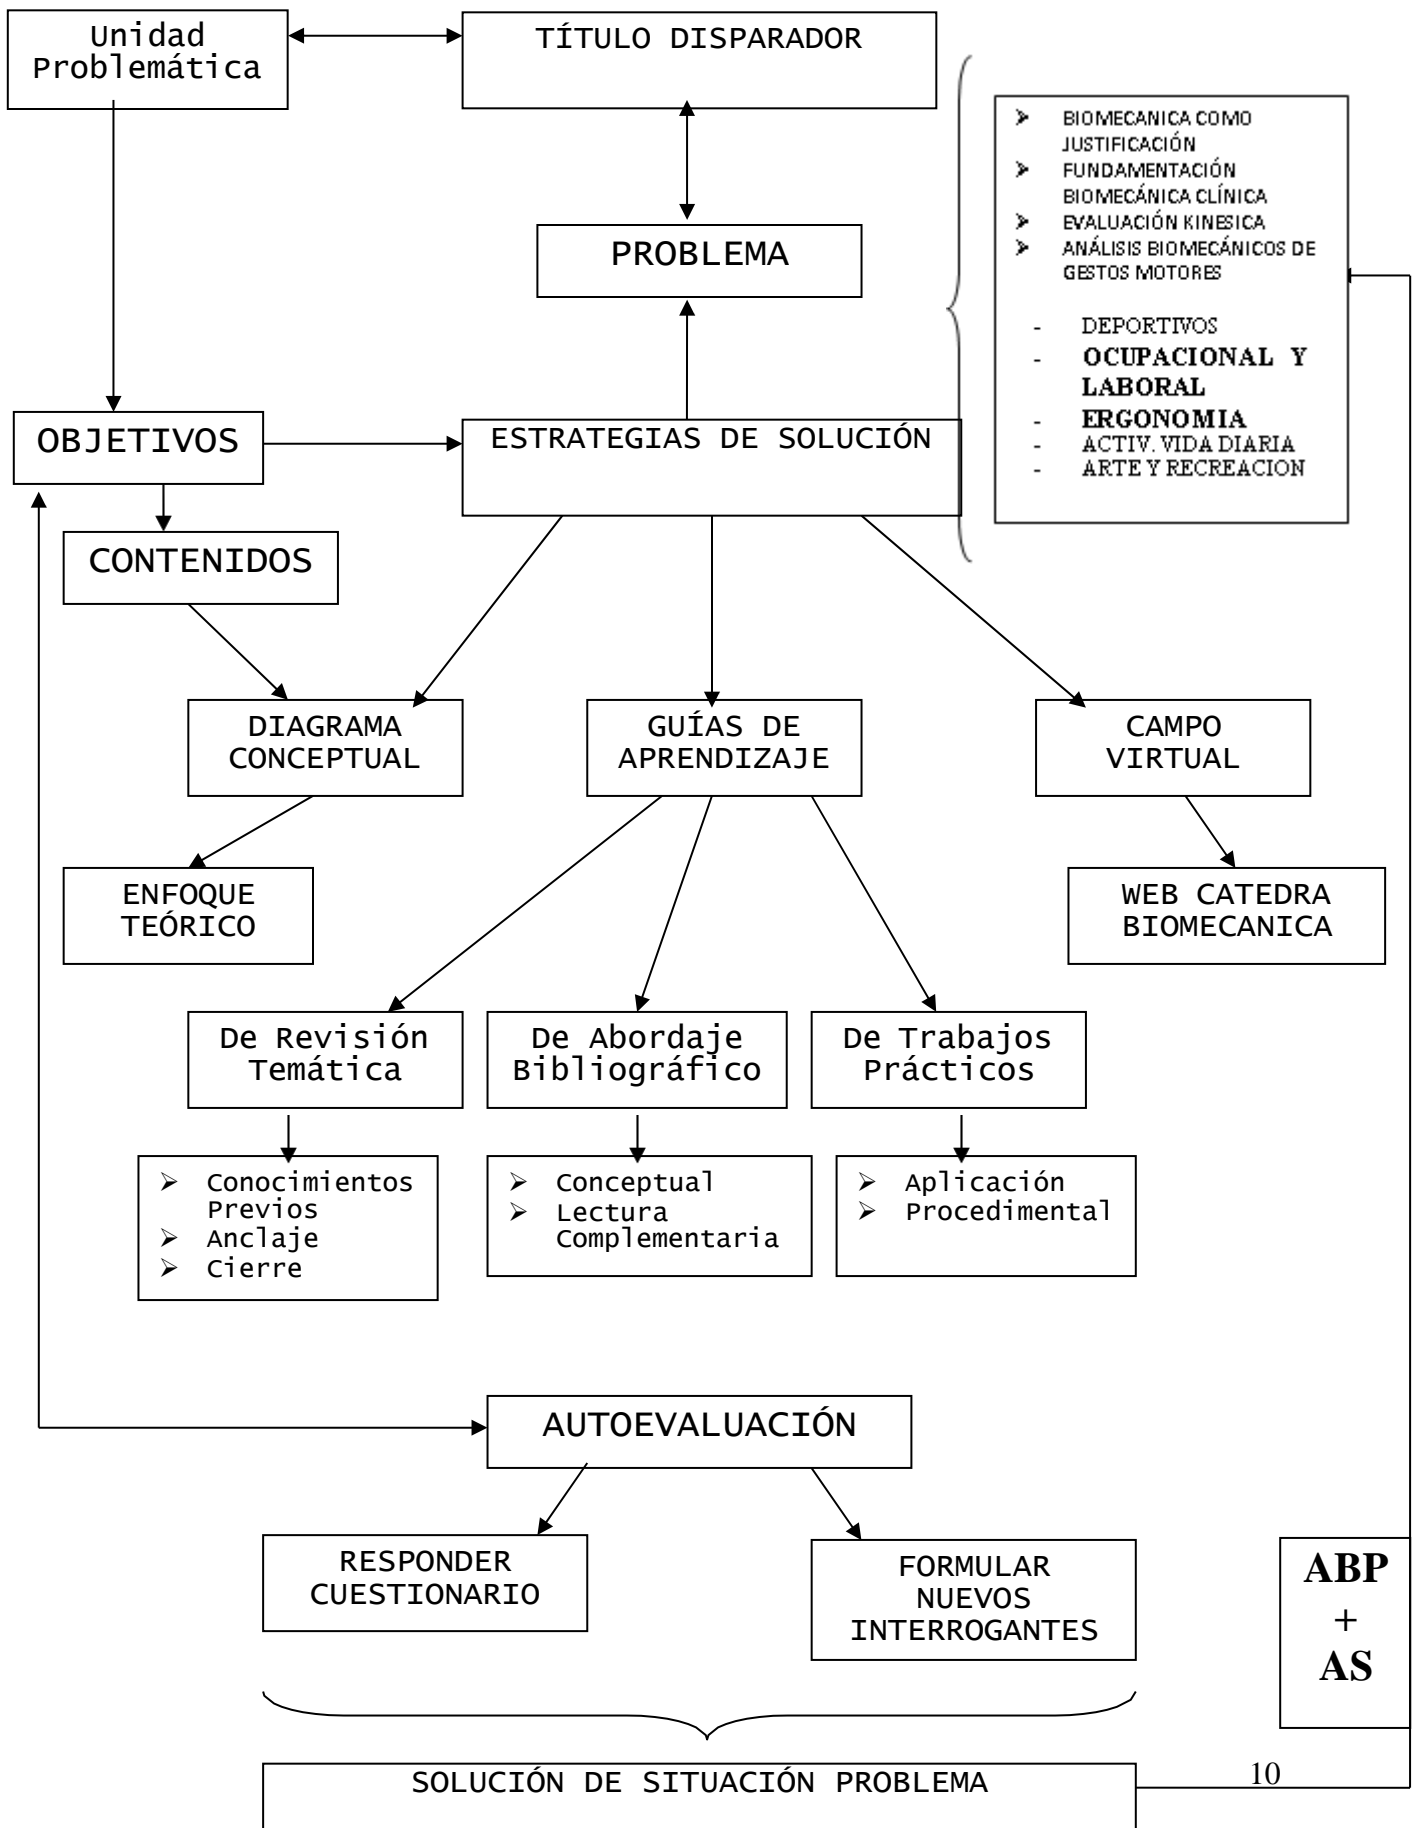 Unidad
Problemática
TÍTULO DISPARADOR
➢ BIOMECANICA COMO
JUSTIFICACIÓN
➢ FUNDAMENTACIÓN
BIOMECÁNICA CLÍNICA
➢ EVALUACIÓN KINESICA
➢ ANÁLISIS BIOMECÁNICOS DE
GESTOS MOTORES
- DEPORTIVOS
- OCUPACIONAL Y
LABORAL
- ERGONOMIA
- ACTIV. VIDA DIARIA
- ARTE Y RECREACION
PROBLEMA
OBJETIVOS
ESTRATEGIAS DE SOLUCIÓN
CONTENIDOS
DIAGRAMA
CONCEPTUAL
GUÍAS DE
APRENDIZAJE
CAMPO
VIRTUAL
ENFOQUE
TEÓRICO
WEB CATEDRA
BIOMECANICA
De Revisión
Temática
De Abordaje
Bibliográfico
De Trabajos
Prácticos
➢ Conocimientos
Previos
➢ Anclaje
➢ Cierre
➢ Conceptual
➢ Lectura
Complementaria
➢ Aplicación
➢ Procedimental
AUTOEVALUACIÓN
RESPONDER
CUESTIONARIO
FORMULAR
NUEVOS
INTERROGANTES
ABP
+
AS
SOLUCIÓN DE SITUACIÓN PROBLEMA
10